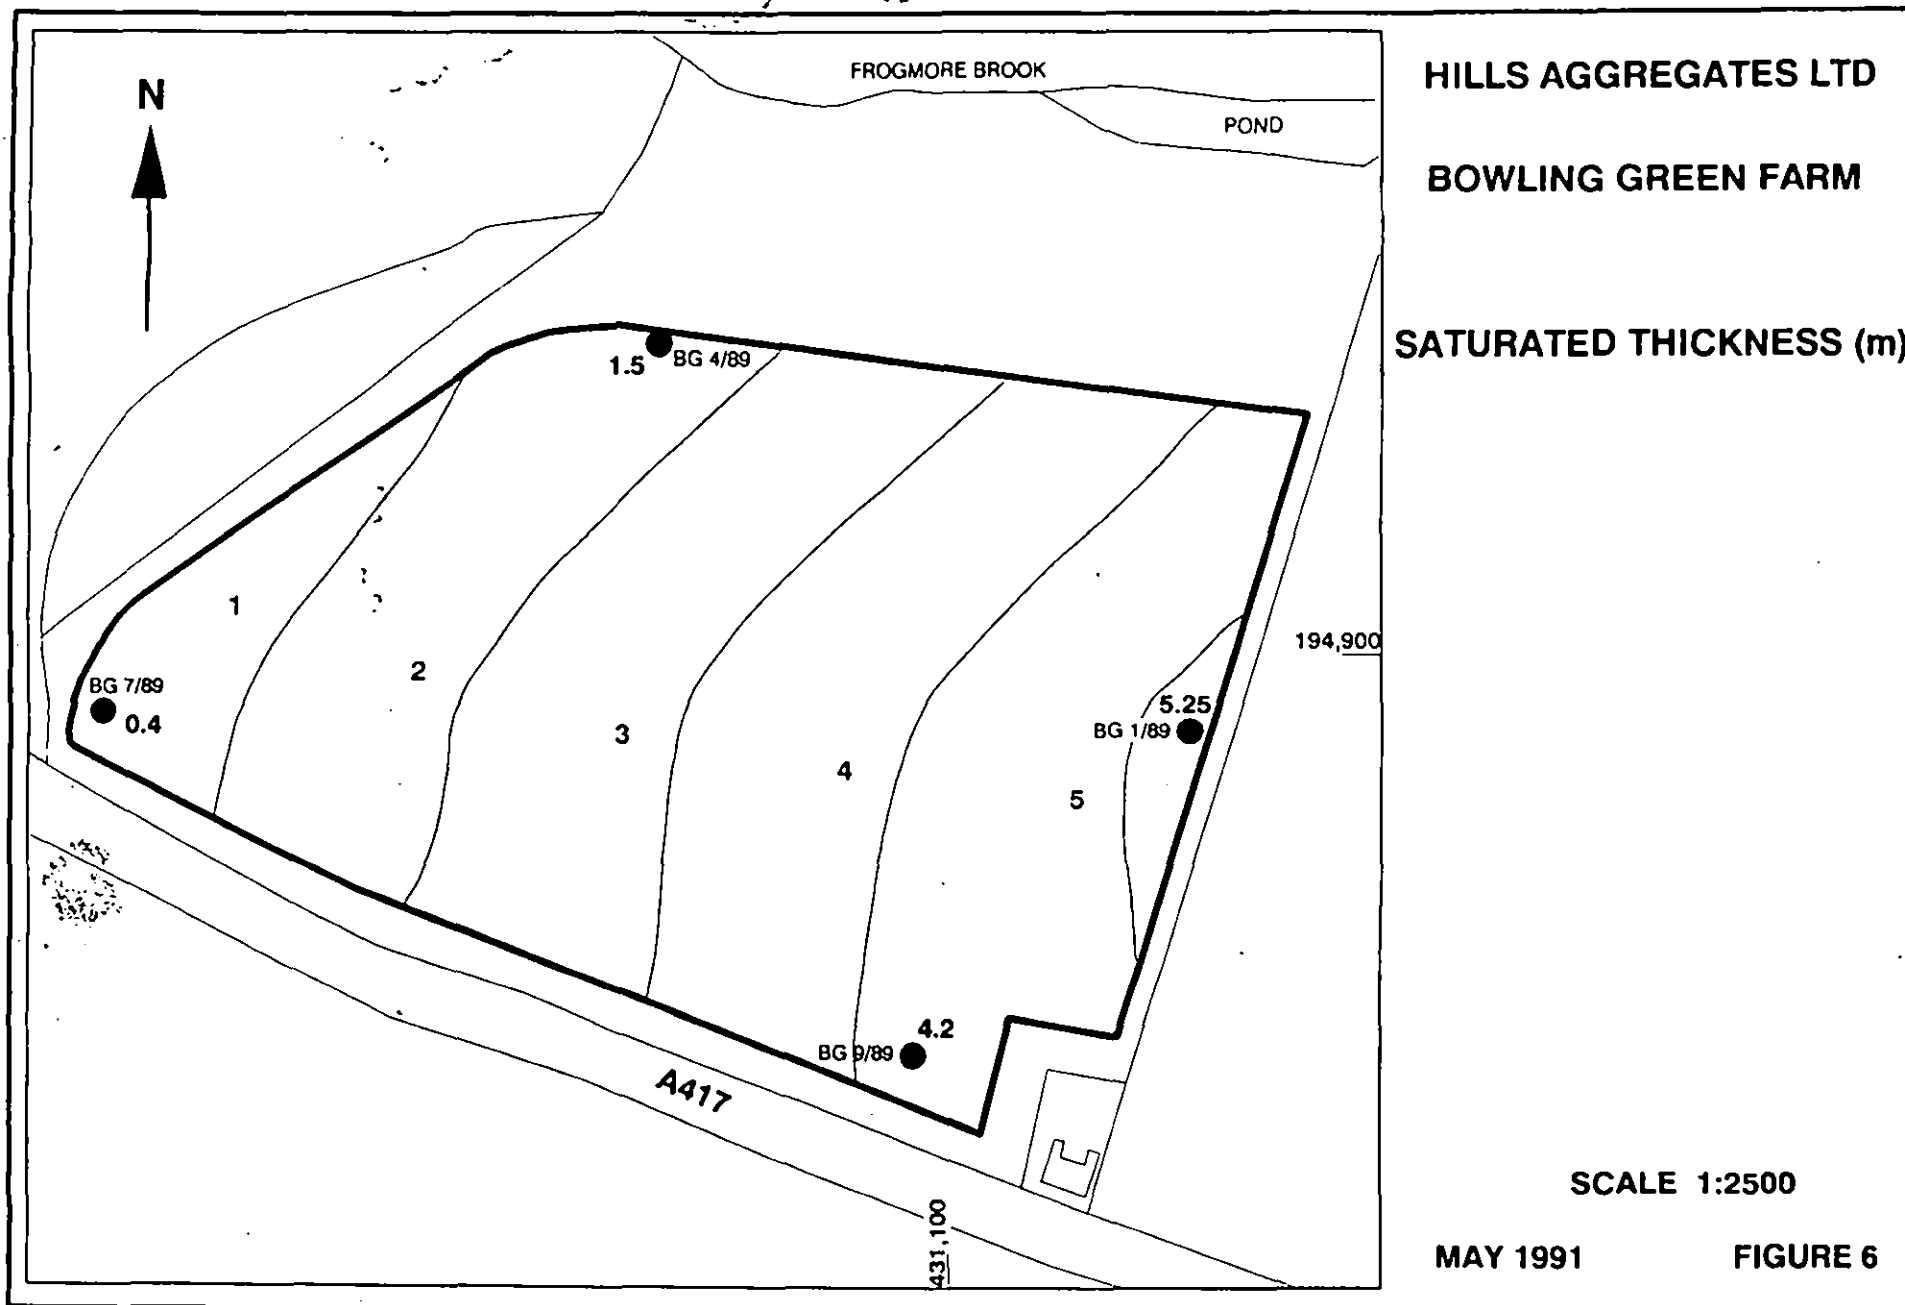 N
FROGMORE BROOK
POND
HILLS AGGREGATES LTD
BOWLING GREEN FARM
SATURATED THICKNESS (m)
1.5
BG 4/89
1
2
3
4
5
BG 7/89
0.4
194,900
5.25
BG 1/89
4.2
BG 9/89
A417
431,100
SCALE 1:2500
MAY 1991
FIGURE 6